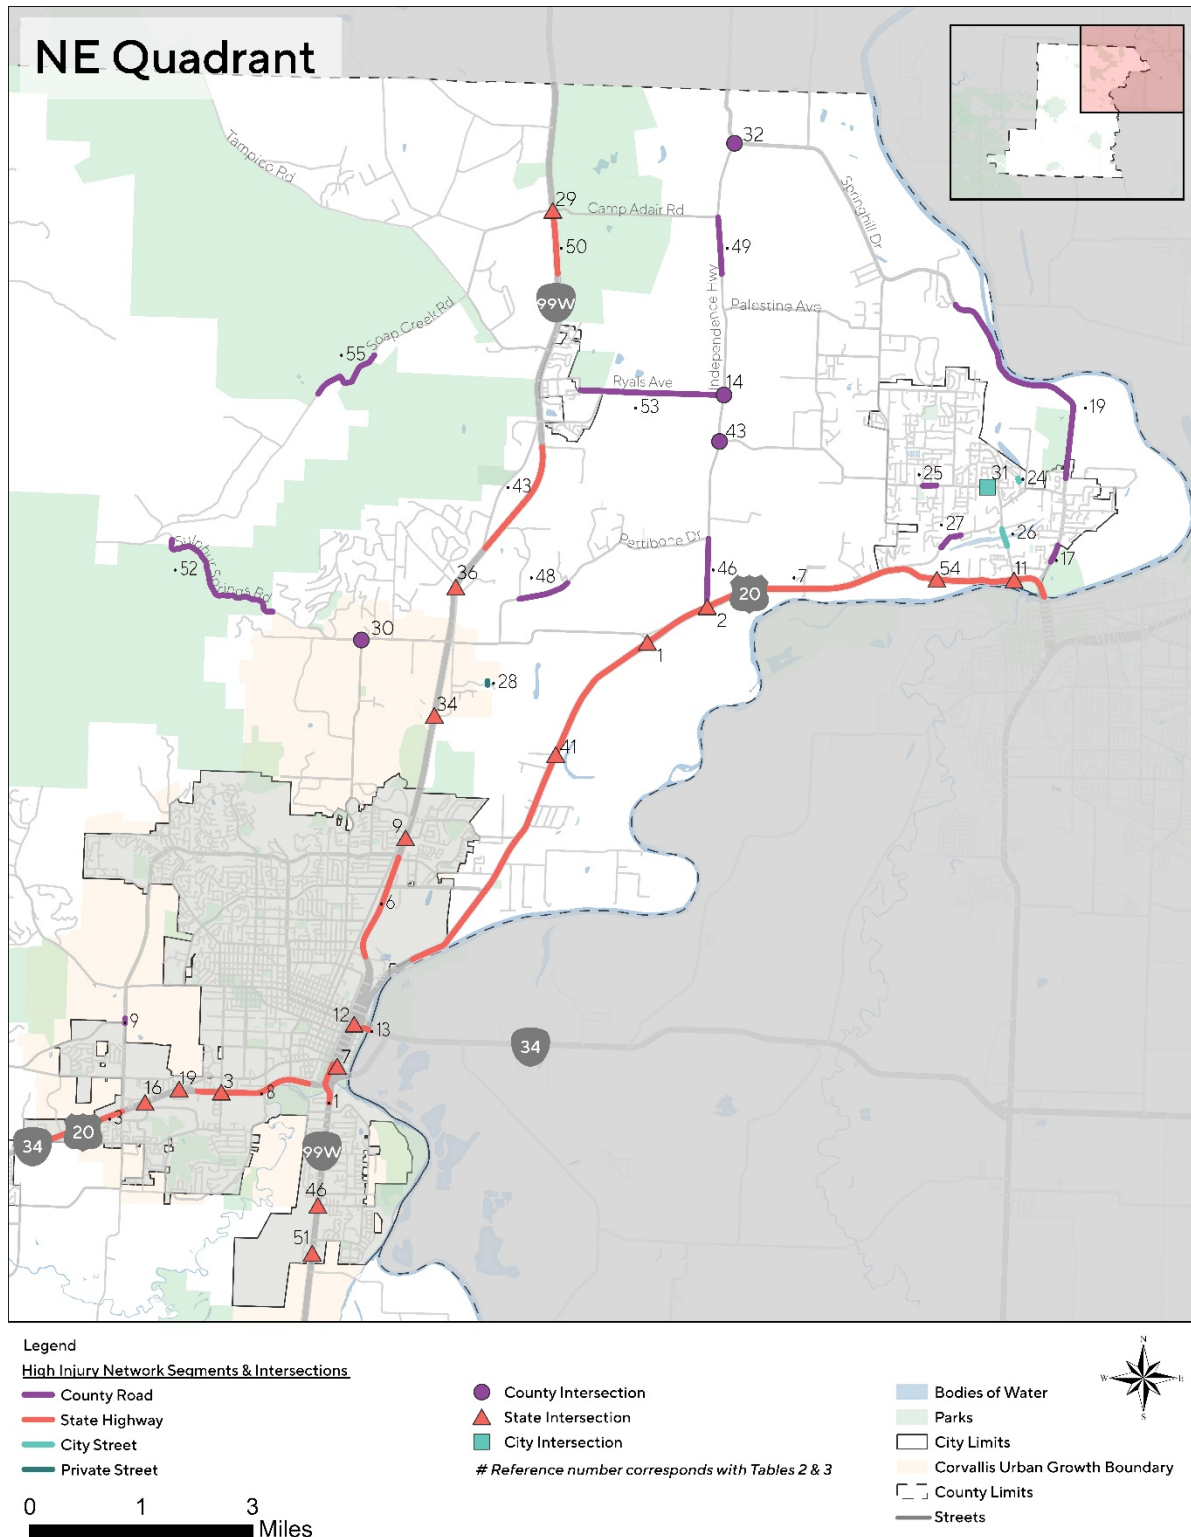 NE Quadrant
32
Tampico Rd
Springhill Dr
29
Camp Adair Rd
50
49
99W
Independence Hwy
Palestine Ave
Soap Creek Rd
55
Ryals Ave
14
53
19
43
25
31
24
43
27
26
Pettibone Dr
17
Sulphur Springs Rd
52
36
48
46
7
54
11
20
2
30
1
28
34
41
9
6
9
12
13
34
7
19
16
3
8
1
3
20
34
99W
46
51
Legend
High Injury Network Segments & Intersections
County Road
State Highway
City Street
Private Street
County Intersection
State Intersection
City Intersection
# Reference number corresponds with Tables 2 & 3
Bodies of Water
Parks
City Limits
Corvallis Urban Growth Boundary
County Limits
Streets
N
W E
S
0 1 3
Miles